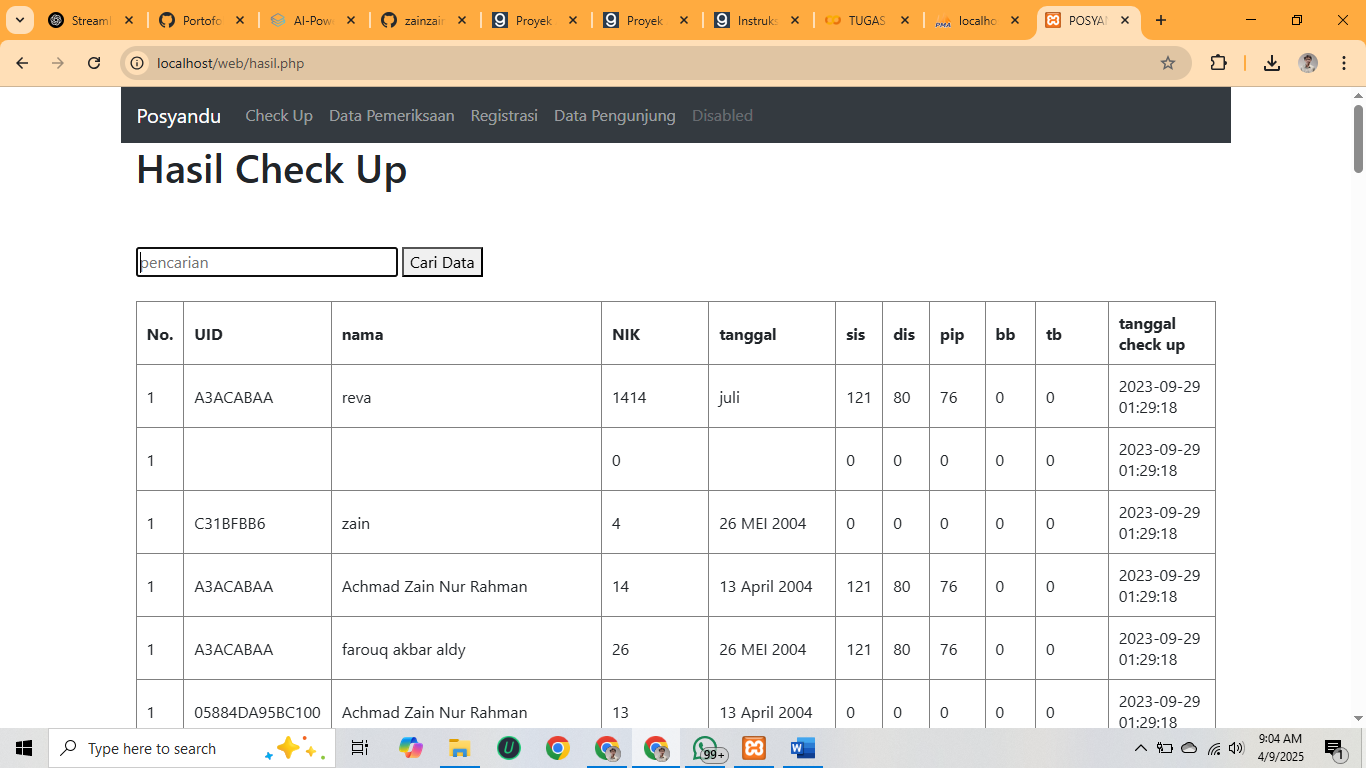 Streaml
Portofo
AI-Pow
zainzair
Proyek
Proyek
Instruks
TUGAS
localho
POSYAN
localhost/web/hasil.php
Posyandu Check Up Data Pemeriksaan Registrasi Data Pengunjung Disabled
Hasil Check Up
pencarian Cari Data
No. UID nama NIK tanggal sis dis pip bb tb tanggal check up
1 A3ACABAA reva 1414 juli 121 80 76 0 0 2023-09-29 01:29:18
1 0 0 0 0 0 0 2023-09-29 01:29:18
1 C31BFBB6 zain 4 26 MEI 2004 0 0 0 0 0 2023-09-29 01:29:18
1 A3ACABAA Achmad Zain Nur Rahman 14 13 April 2004 121 80 76 0 0 2023-09-29 01:29:18
1 A3ACABAA farouq akbar aldy 26 26 MEI 2004 121 80 76 0 0 2023-09-29 01:29:18
1 05884DA95BC100 Achmad Zain Nur Rahman 13 13 April 2004 0 0 0 0 0 2023-09-29 01:29:18
Type here to search
99+
9:04 AM
4/9/2025
1